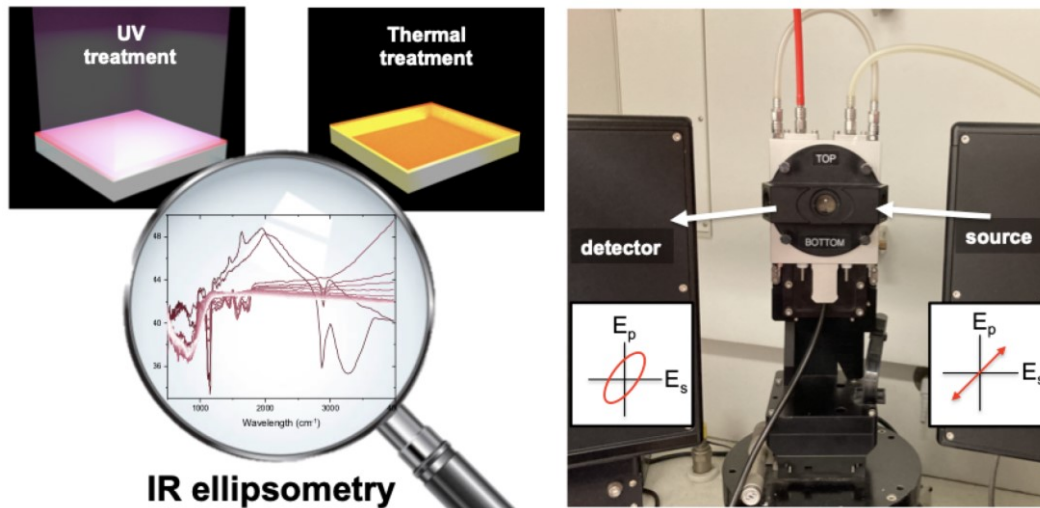 UV
treatment
Thermal
treatment
48
44
40
36
1000
2000
3000
Wavelength (cm-1)
IR ellipsometry
TOP
BOTTOM
detector
source
Ep
Es
Ep
Es